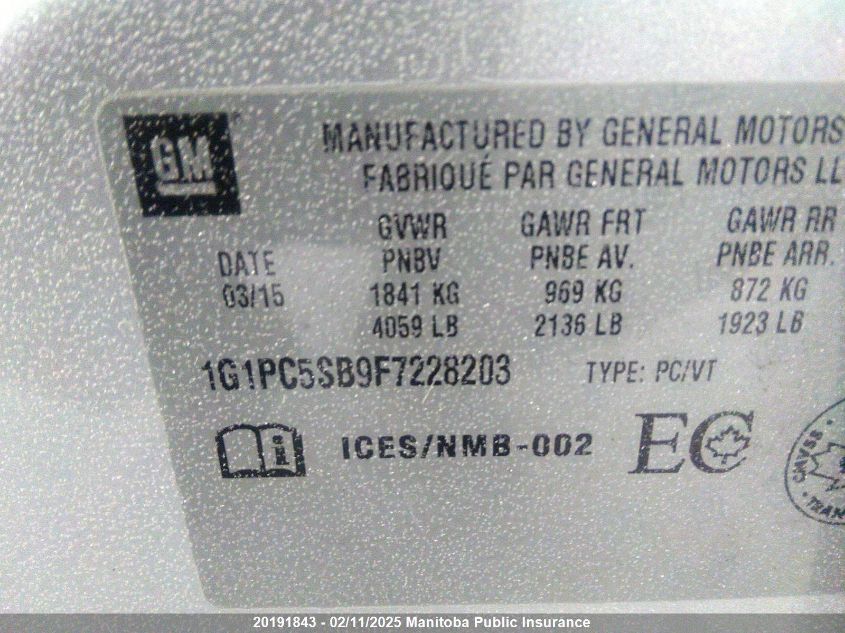 GM
MANUFACTURED BY GENERAL MOTORS
FABRIQUÉ PAR GENERAL MOTORS LL
GVWR GAWR FRT GAWR RR
DATE PNBV PNBE AV. PNBE ARR.
03/15 1841 KG 969 KG 872 KG
4059 LB 2136 LB 1923 LB
1G1PC5SB9F7228203 TYPE: PC/VT
i ICES/NMB-002 EC
CMVSS
TRAN
20191843 - 02/11/2025 Manitoba Public Insurance